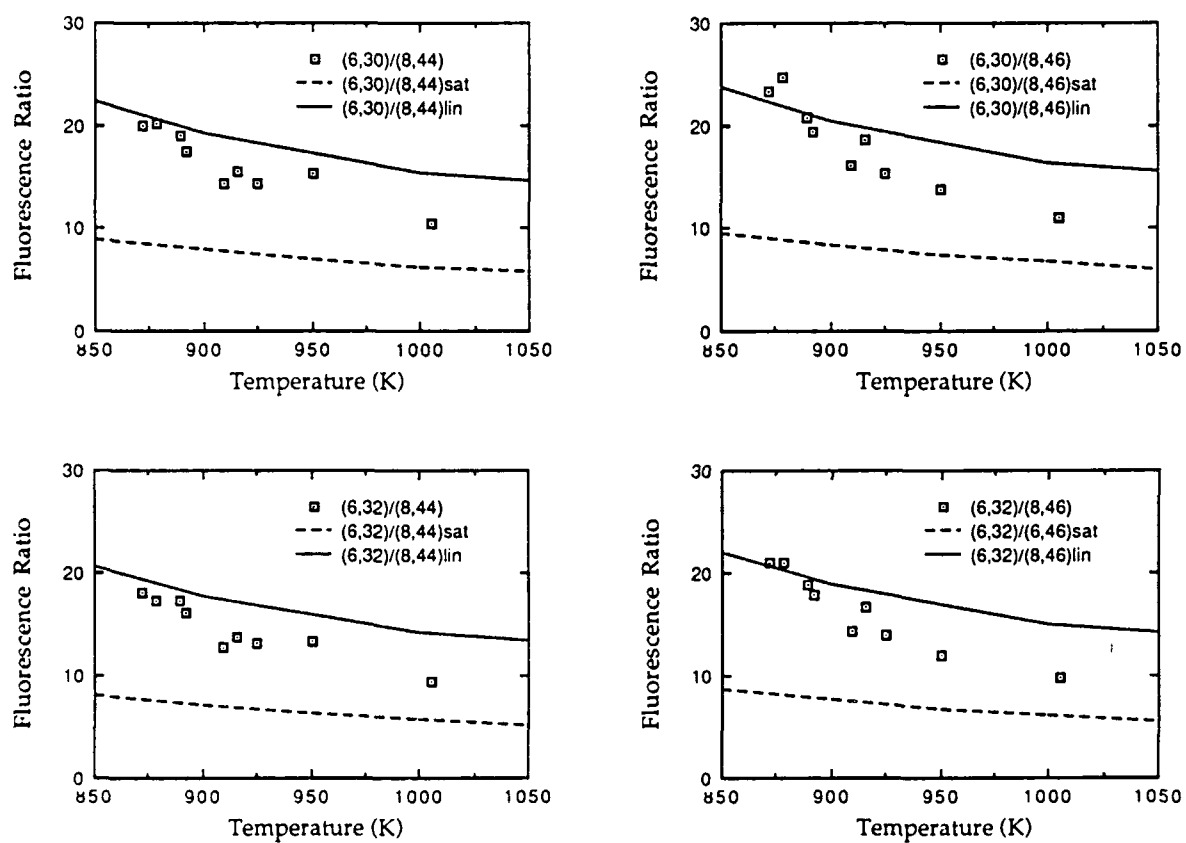 30
20
10
0
Fluorescence Ratio
(6,30)/(8,44)
(6,30)/(8,44)sat
(6,30)/(8,44)lin
850 900 950 1000 1050
Temperature (K)
30
20
10
0
Fluorescence Ratio
(6,30)/(8,46)
(6,30)/(8,46)sat
(6,30)/(8,46)lin
850 900 950 1000 1050
Temperature (K)
30
20
10
0
Fluorescence Ratio
(6,32)/(8,44)
(6,32)/(8,44)sat
(6,32)/(8,44)lin
850 900 950 1000 1050
Temperature (K)
30
20
10
0
Fluorescence Ratio
(6,32)/(8,46)
(6,32)/(6,46)sat
(6,32)/(8,46)lin
850 900 950 1000 1050
Temperature (K)